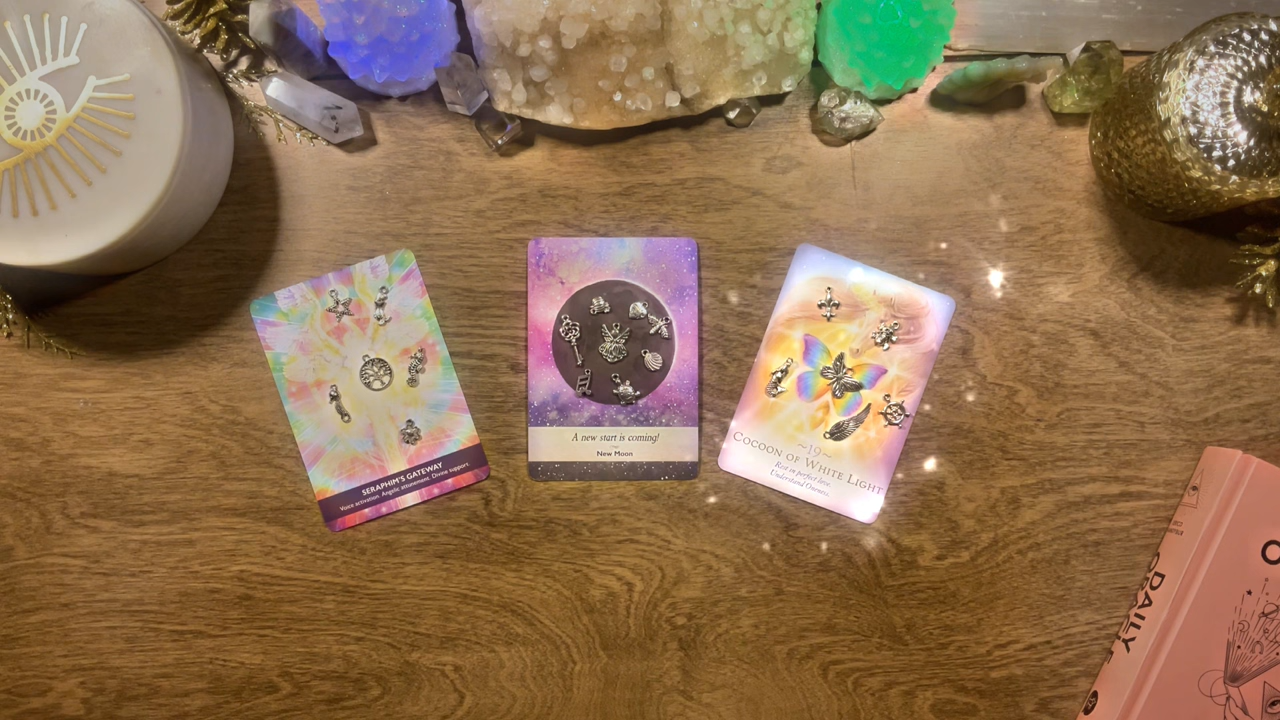 SERAPHIM'S GATEWAY
Voice activation. Angelic attunement. Divine support.
A new start is coming!
New Moon
~19~
COCOON OF WHITE LIGHT
Rest in perfect love.
Understand Oneness.
DAILY
O